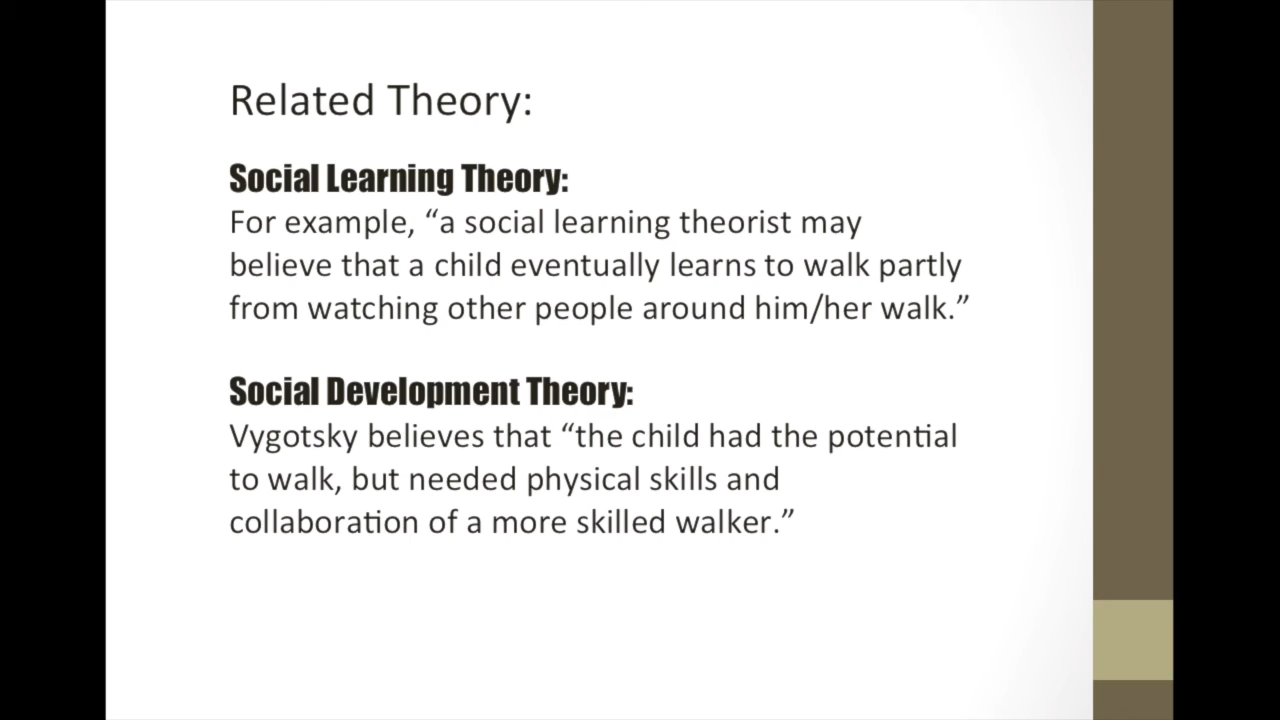 Related Theory:
Social Learning Theory:
For example, “a social learning theorist may
believe that a child eventually learns to walk partly
from watching other people around him/her walk.”
Social Development Theory:
Vygotsky believes that “the child had the potential
to walk, but needed physical skills and
collaboration of a more skilled walker.”